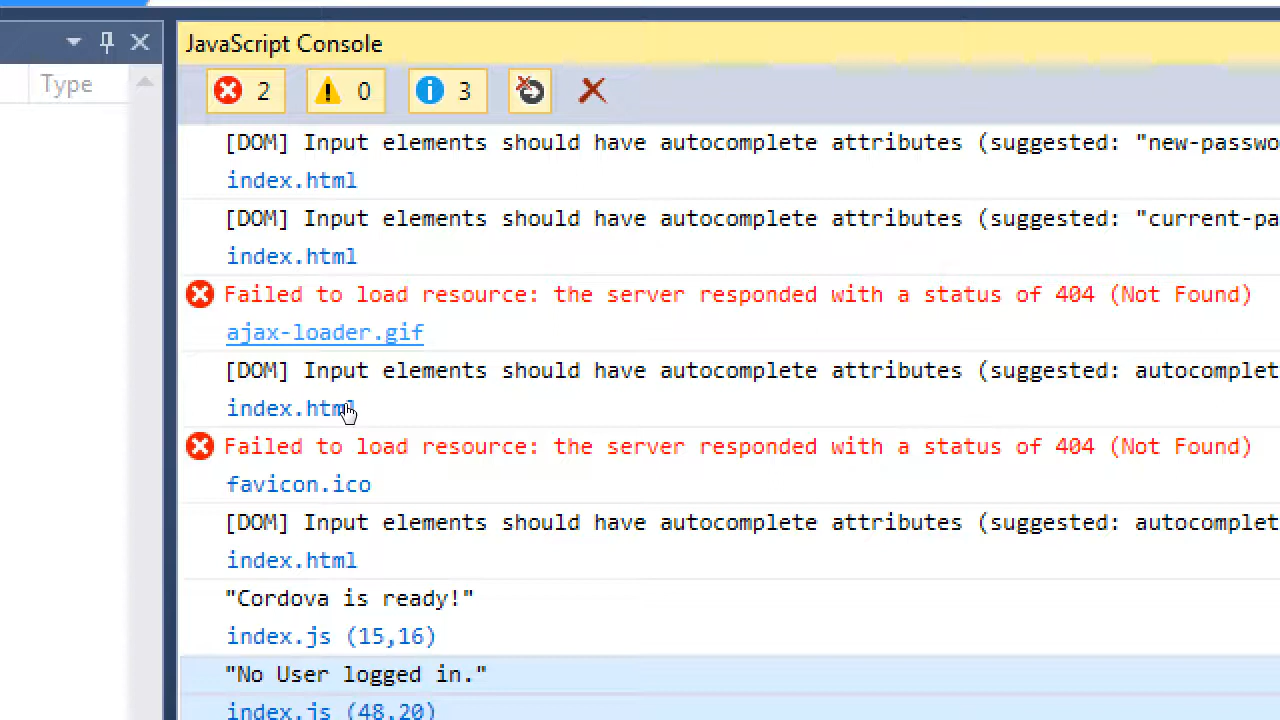 Type
JavaScript Console
2 0 3
[DOM] Input elements should have autocomplete attributes (suggested: "new-passwo
index.html
[DOM] Input elements should have autocomplete attributes (suggested: "current-pa
index.html
Failed to load resource: the server responded with a status of 404 (Not Found)
ajax-loader.gif
[DOM] Input elements should have autocomplete attributes (suggested: autocomplet
index.html
Failed to load resource: the server responded with a status of 404 (Not Found)
favicon.ico
[DOM] Input elements should have autocomplete attributes (suggested: autocomplet
index.html
"Cordova is ready!"
index.js (15,16)
"No User logged in."
index.js (48,20)